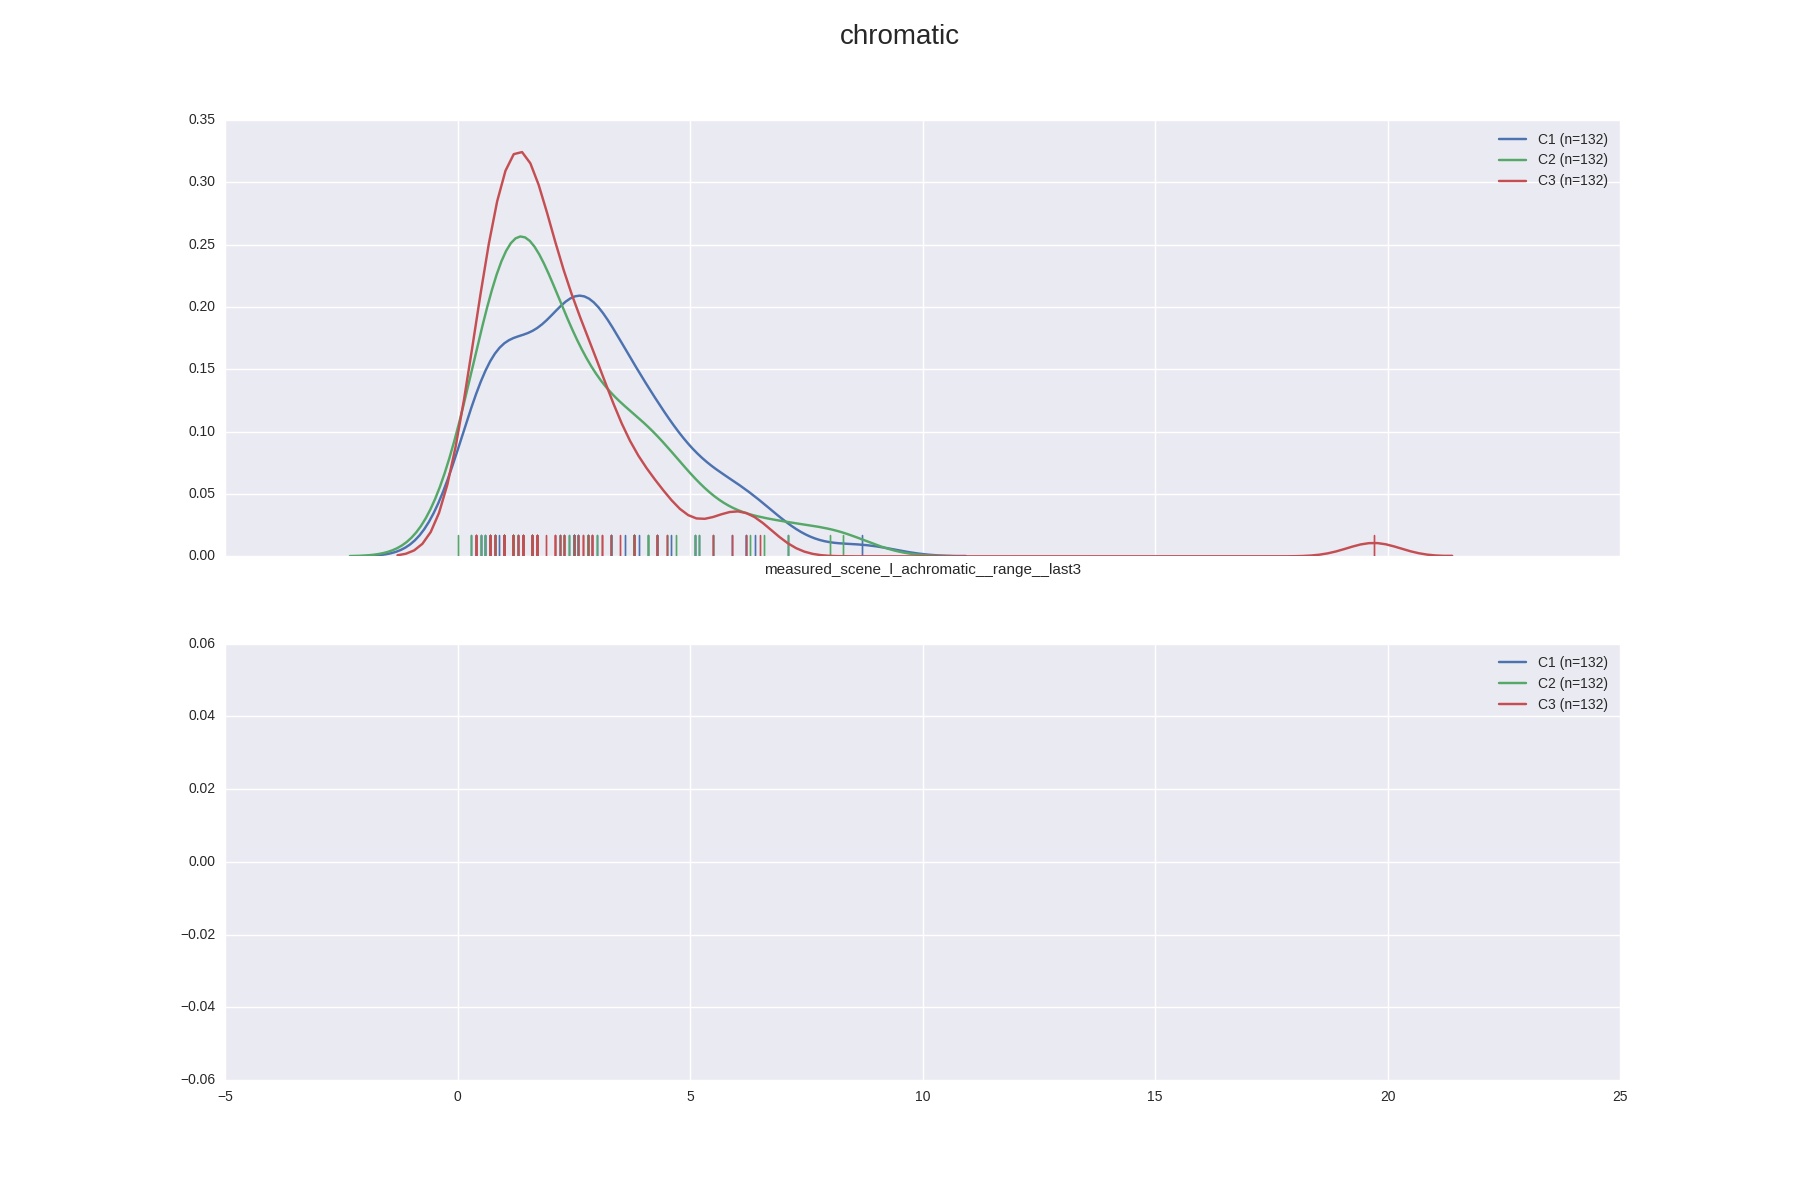 chromatic
0.35
0.30
0.25
0.20
0.15
0.10
0.05
0.00
C1 (n=132)
C2 (n=132)
C3 (n=132)
measured_scene_l_achromatic__range__last3
0.06
0.04
0.02
0.00
−0.02
−0.04
−0.06
C1 (n=132)
C2 (n=132)
C3 (n=132)
−5 0 5 10 15 20 25